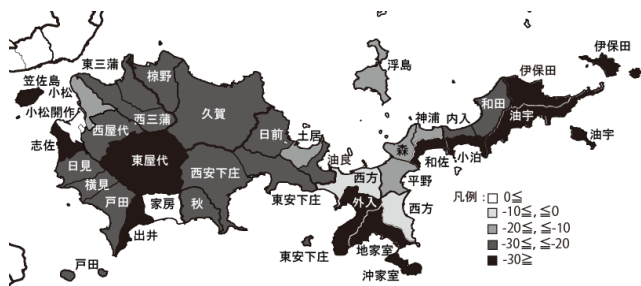 伊保田
浮島
東三蒲
伊保田
椋野
笠佐島
小松
和田
久賀
神浦
内入
油宇
小松開作
西三蒲
西屋代
日前
土居
油宇
志佐
森
和佐
小泊
東屋代
油良
日見
西安下庄
西方
平野
横見
凡例：
0≦
戸田
家房
秋
東安下庄
外入
西方
-10≦, ≦0
-20≦, ≦-10
出井
-30≦, ≦-20
東安下庄
地家室
-30≧
戸田
沖家室